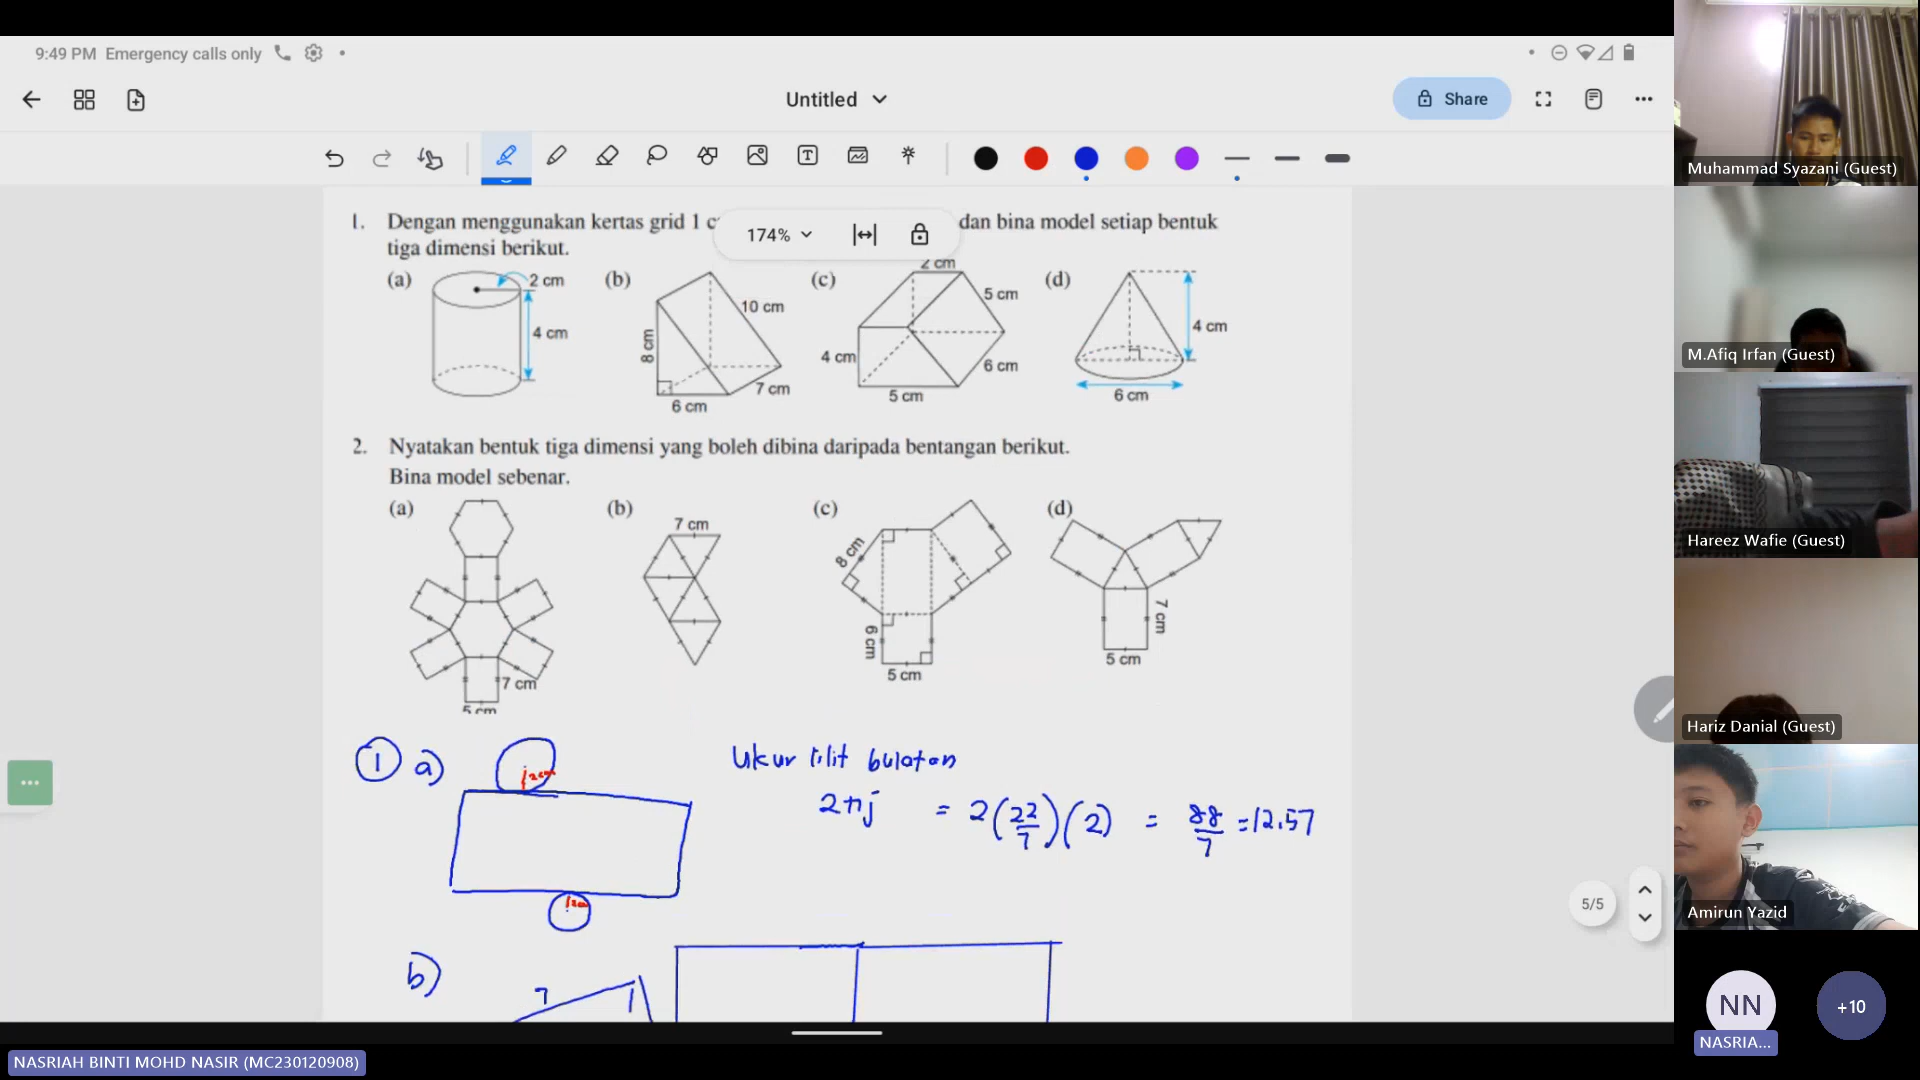 9:49 PM Emergency calls only
Untitled
Share
174%
1. Dengan menggunakan kertas grid 1 c dan bina model setiap bentuk
tiga dimensi berikut.
(a) 2 cm
4 cm
(b) 10 cm
8 cm
7 cm
6 cm
(c) 2 cm
5 cm
4 cm
6 cm
5 cm
(d)
4 cm
6 cm
2. Nyatakan bentuk tiga dimensi yang boleh dibina daripada bentangan berikut.
Bina model sebenar.
(a)
7 cm
5 cm
(b)
7 cm
(c)
8 cm
6 cm
5 cm
(d)
7 cm
5 cm
1 a)
2cm
Ukur lilit bulatan
2πj = 2(22/7)(2) = 88/7 = 12.57
b)
7
5/5
Muhammad Syazani (Guest)
M.Afiq Irfan (Guest)
Hareez Wafie (Guest)
Hariz Danial (Guest)
Amirun Yazid
NN
+10
NASRIA...
NASRIAH BINTI MOHD NASIR (MC230120908)